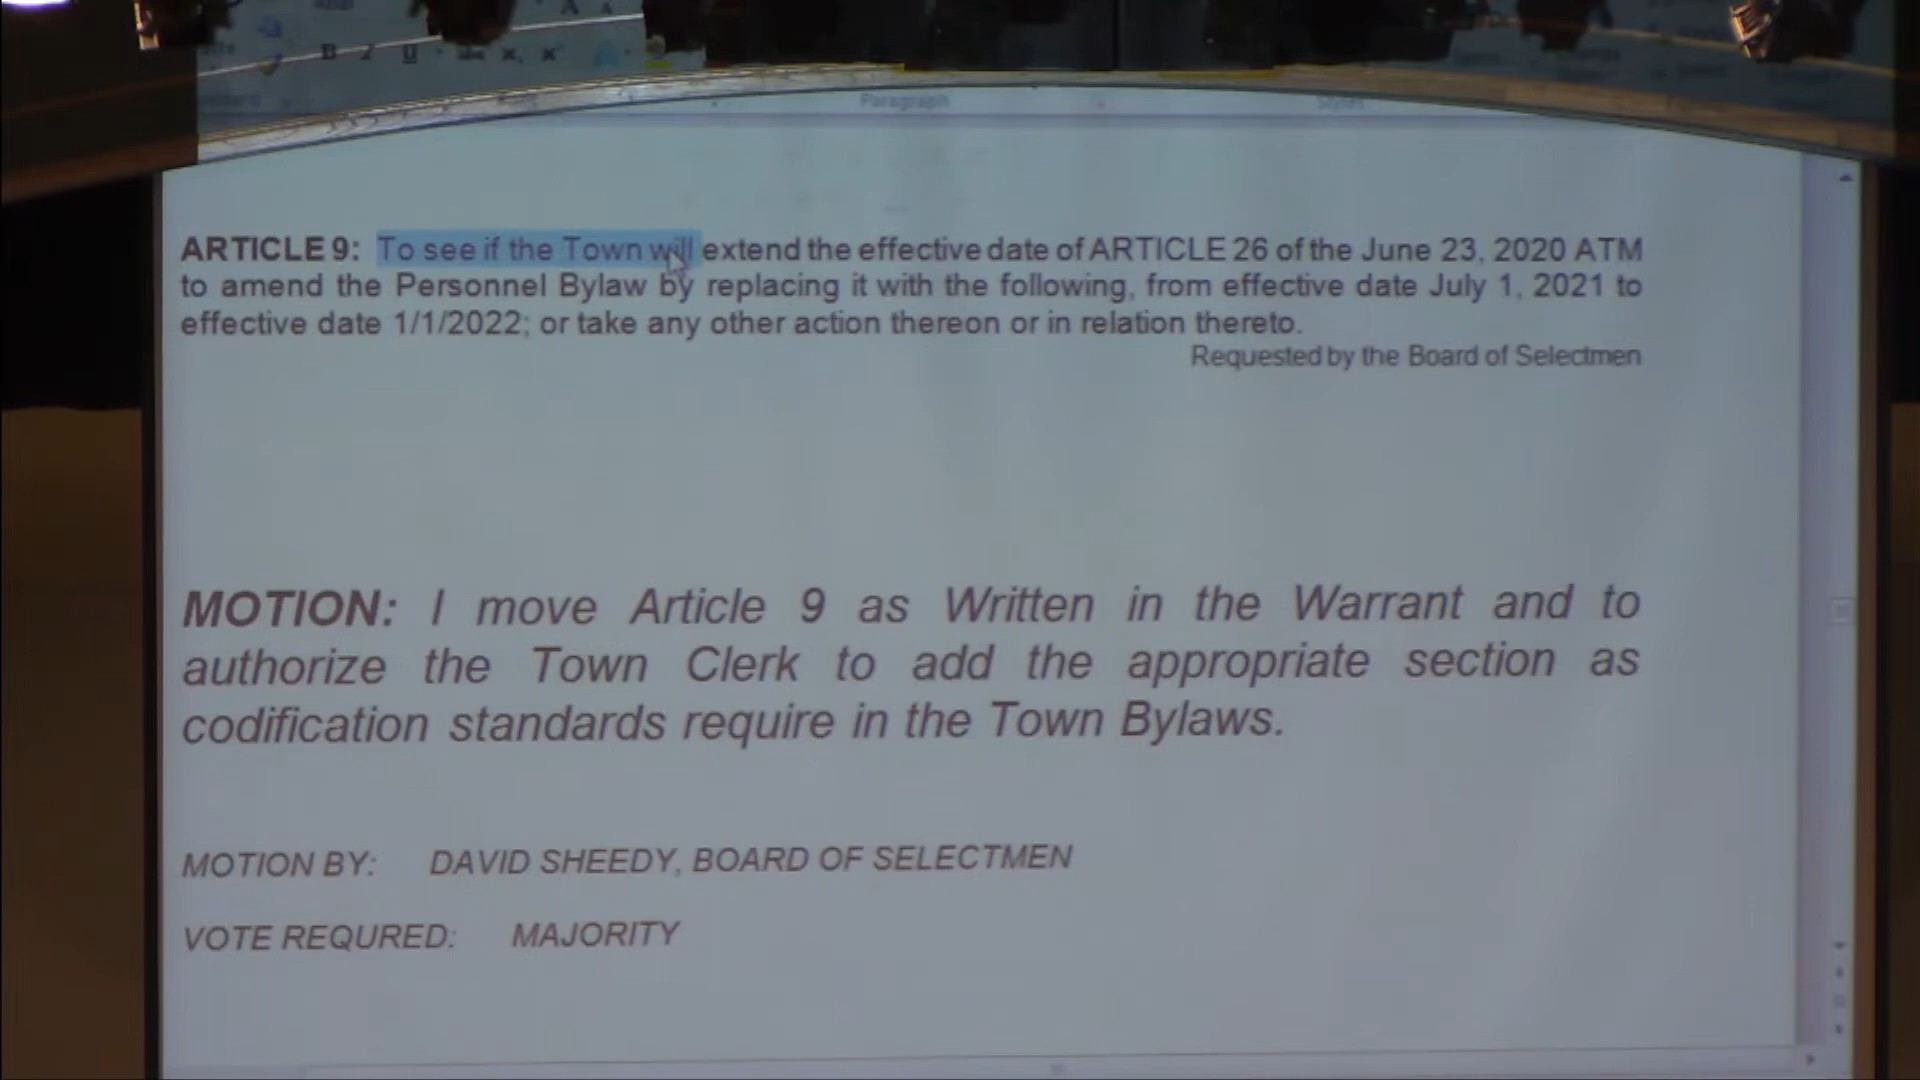 B I U abc x, x
Paragraph
ARTICLE 9: To see if the Town will extend the effective date of ARTICLE 26 of the June 23, 2020 ATM
to amend the Personnel Bylaw by replacing it with the following, from effective date July 1, 2021 to
effective date 1/1/2022; or take any other action thereon or in relation thereto.
Requested by the Board of Selectmen
MOTION: I move Article 9 as Written in the Warrant and to
authorize the Town Clerk to add the appropriate section as
codification standards require in the Town Bylaws.
MOTION BY: DAVID SHEEDY, BOARD OF SELECTMEN
VOTE REQURED: MAJORITY